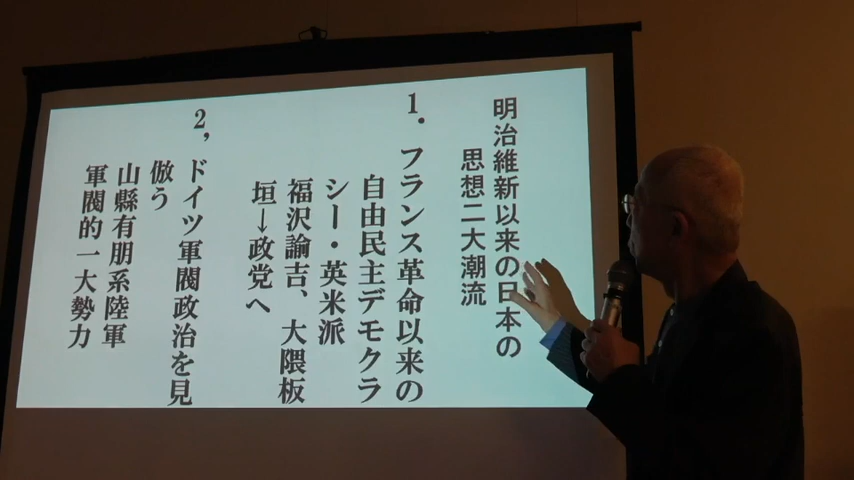 明治維新以来の日本の
思想二大潮流
1．フランス革命以来の
自由民主デモクラ
シー・英米派
福沢諭吉、大隈板
垣→政党へ
2，ドイツ軍閥政治を見
倣う
山縣有朋系陸軍
軍閥的一大勢力